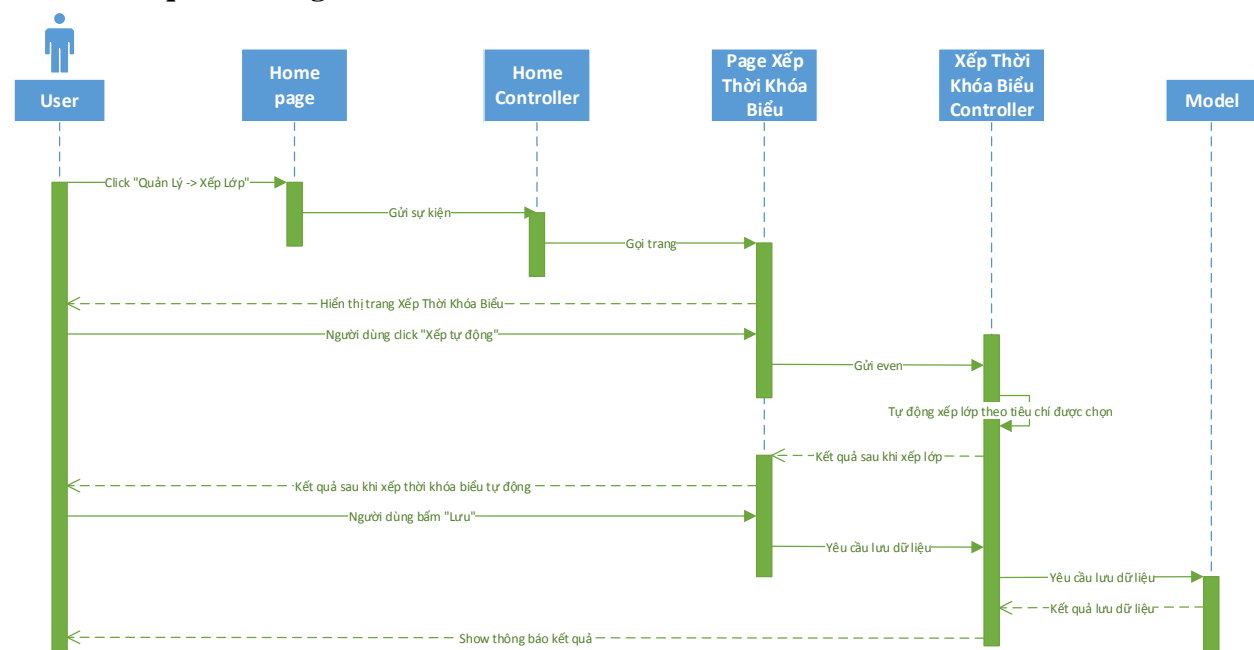 User
Home
page
Home
Controller
Page Xếp
Thời Khóa
Biểu
Xếp Thời
Khóa Biểu
Controller
Model
Click "Quản Lý -> Xếp Lớp"
Gửi sự kiện
Gọi trang
Hiển thị trang Xếp Thời Khóa Biểu
Người dùng click "Xếp tự động"
Gửi even
Tự động xếp lớp theo tiêu chí được chọn
Kết quả sau khi xếp lớp
Kết quả sau khi xếp thời khóa biểu tự động
Người dùng bấm "Lưu"
Yêu cầu lưu dữ liệu
Yêu cầu lưu dữ liệu
Kết quả lưu dữ liệu
Show thông báo kết quả